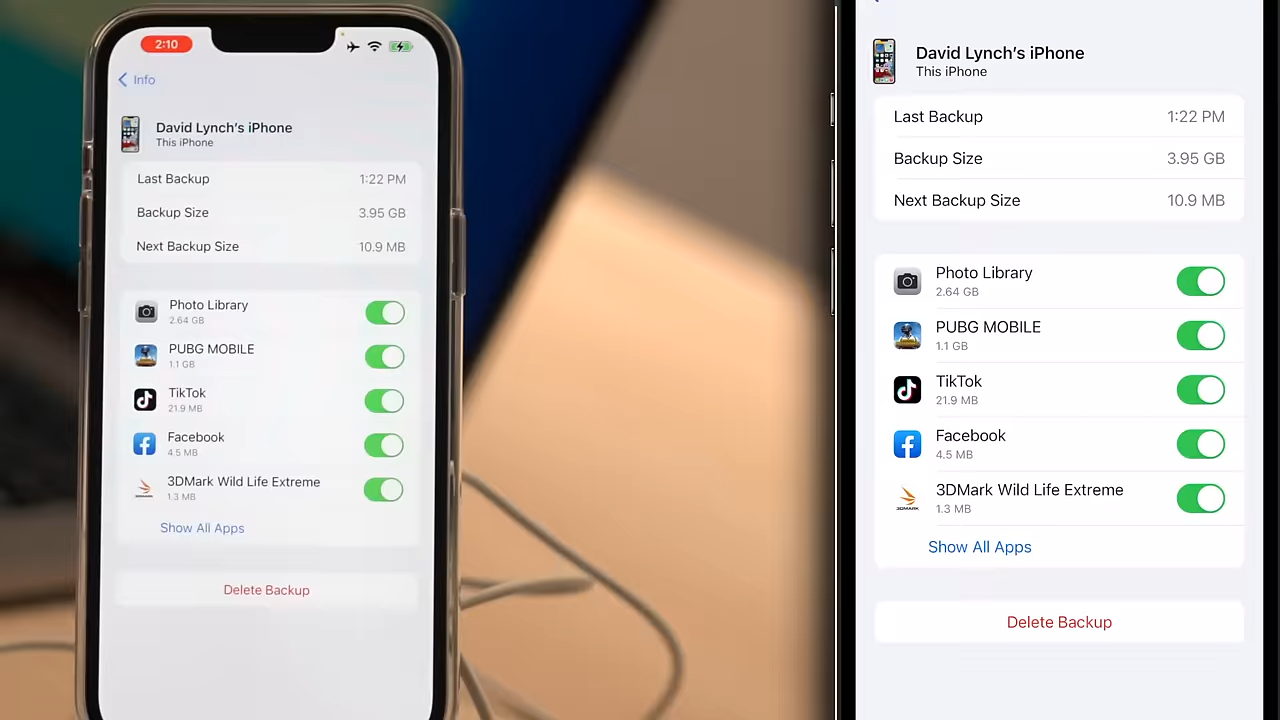 2:10
Info
David Lynch's iPhone
This iPhone
Last Backup 1:22 PM
Backup Size 3.95 GB
Next Backup Size 10.9 MB
Photo Library
2.64 GB
PUBG MOBILE
1.1 GB
TikTok
21.9 MB
Facebook
4.5 MB
3DMARK
3DMark Wild Life Extreme
1.3 MB
Show All Apps
Delete Backup
David Lynch's iPhone
This iPhone
Last Backup 1:22 PM
Backup Size 3.95 GB
Next Backup Size 10.9 MB
Photo Library
2.64 GB
PUBG MOBILE
1.1 GB
TikTok
21.9 MB
Facebook
4.5 MB
3DMARK
3DMark Wild Life Extreme
1.3 MB
Show All Apps
Delete Backup